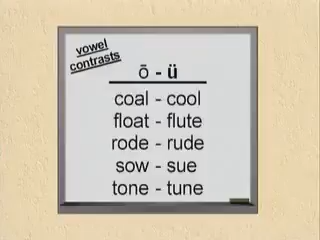 vowel
contrasts
ō - ü
coal - cool
float - flute
rode - rude
sow - sue
tone - tune